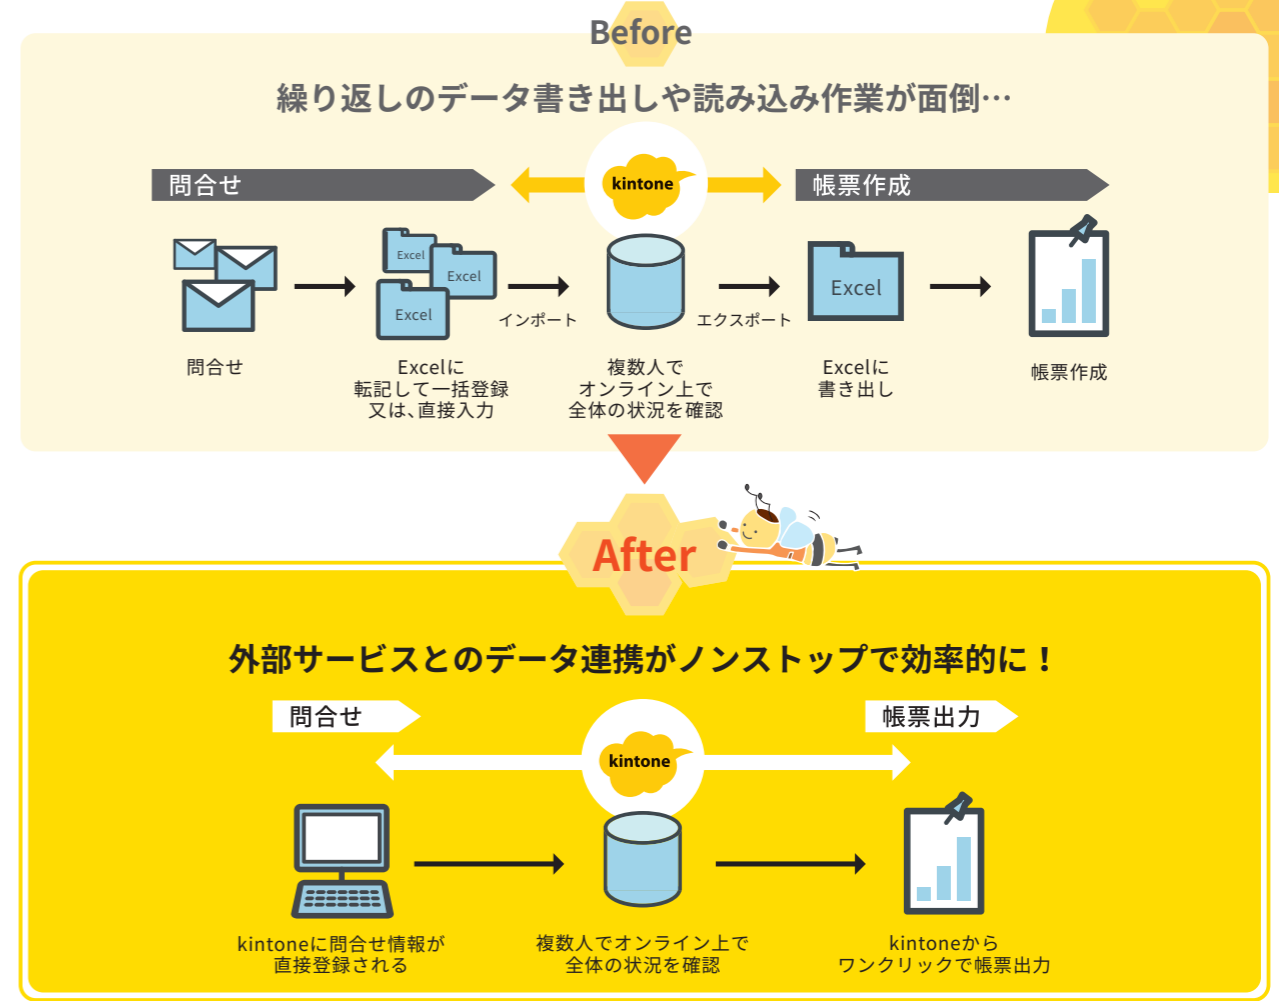 Before
繰り返しのデータ書き出しや読み込み作業が面倒…
問合せ
kintone
帳票作成
Excel
Excel
Excel
インポート
エクスポート
Excel
問合せ
Excelに
転記して一括登録
又は、直接入力
複数人で
オンライン上で
全体の状況を確認
Excelに
書き出し
帳票作成
After
外部サービスとのデータ連携がノンストップで効率的に！
問合せ
kintone
帳票出力
kintoneに問合せ情報が
直接登録される
複数人でオンライン上で
全体の状況を確認
kintoneから
ワンクリックで帳票出力